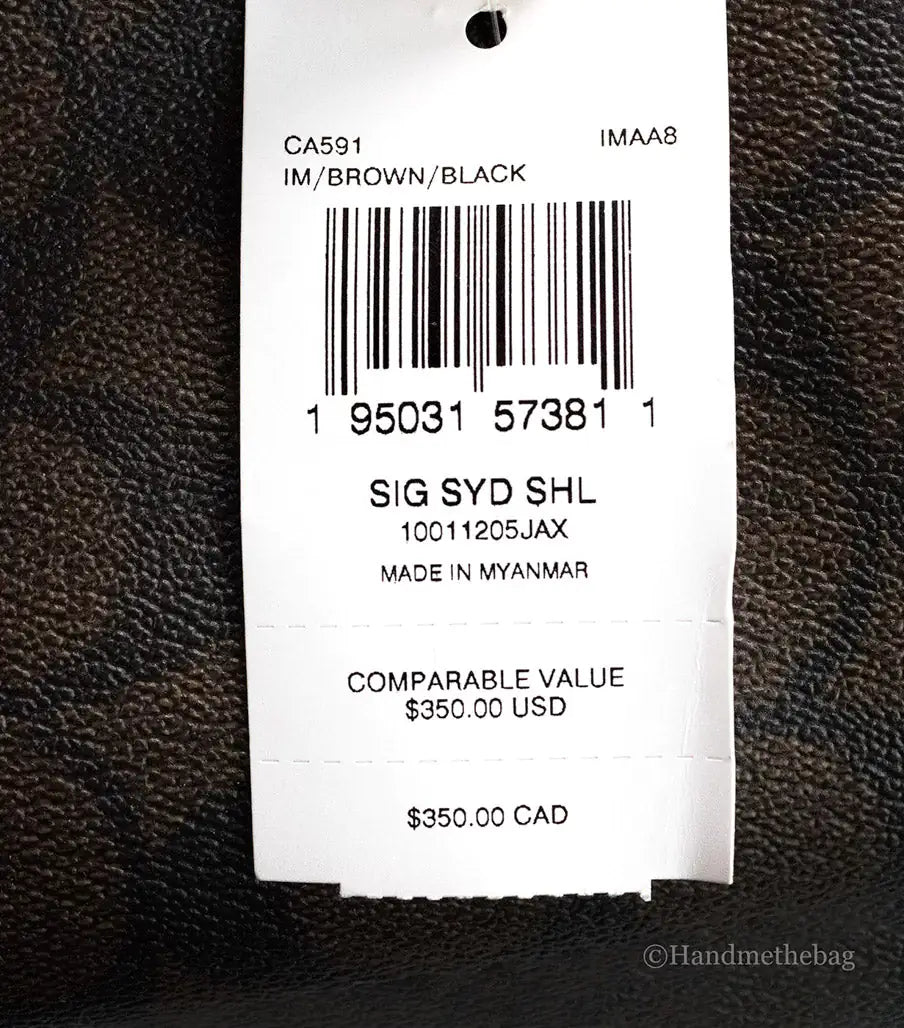 CA591 IMAA8
IM/BROWN/BLACK
1 95031 57381 1
SIG SYD SHL
10011205JAX
MADE IN MYANMAR
COMPARABLE VALUE
$350.00 USD
$350.00 CAD
©Handmethebag